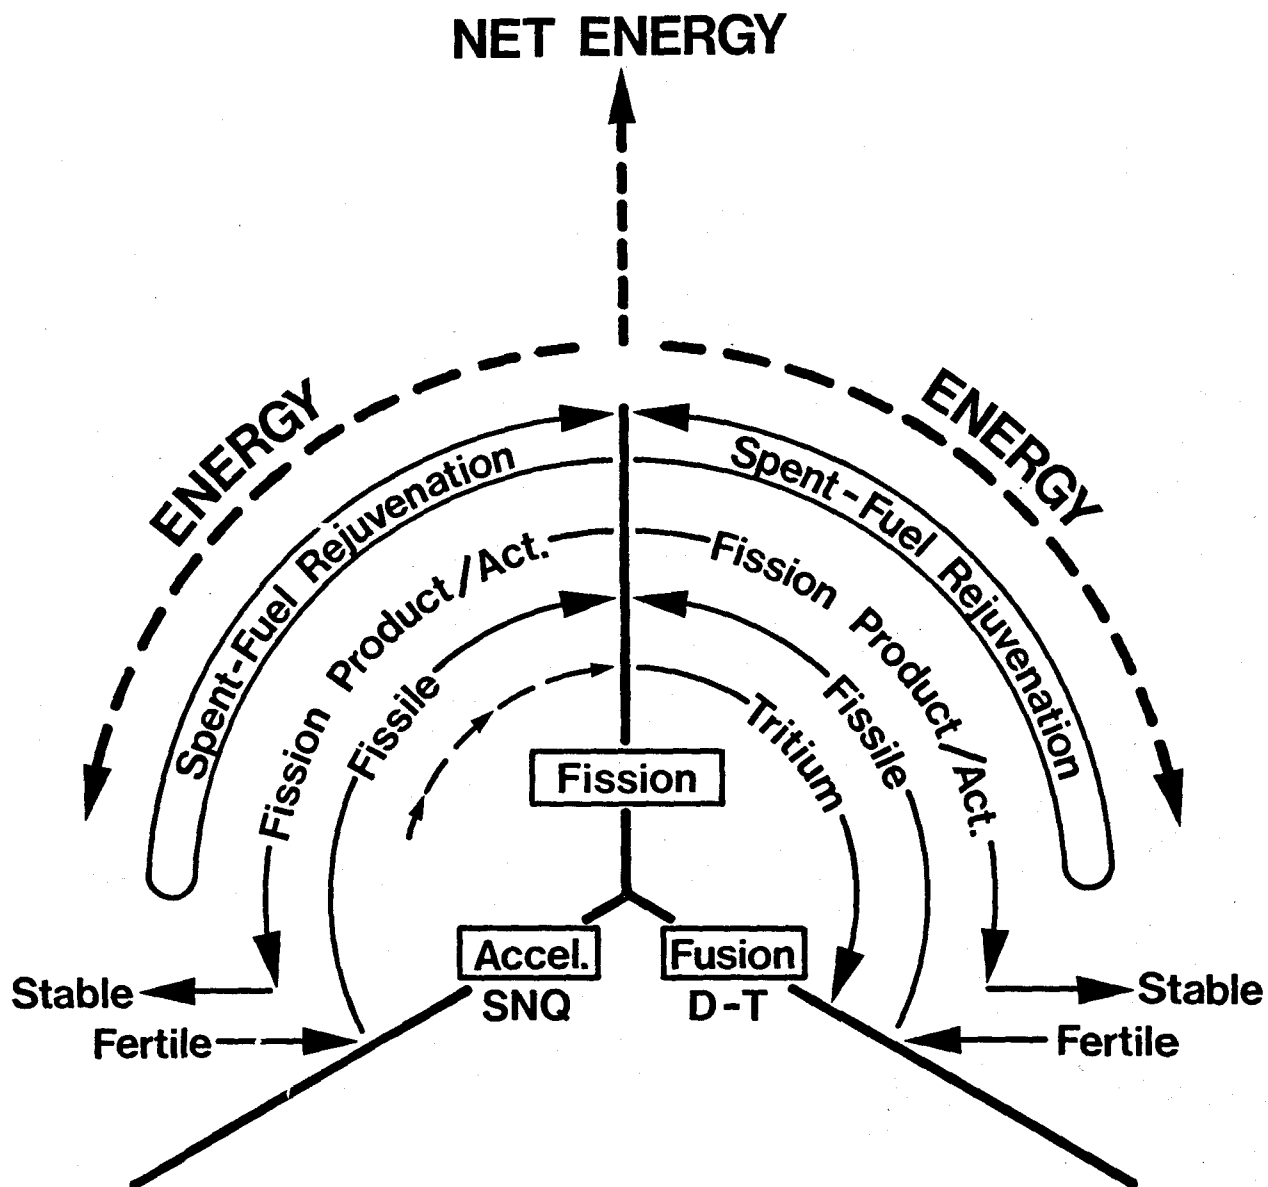 NET ENERGY
ENERGY
ENERGY
Spent-Fuel Rejuvenation
Spent-Fuel Rejuvenation
Fission Product/Act.
Fission Product/Act.
Fissile
Fissile
Tritium
Fission
Accel.
SNQ
Fusion
D-T
Stable
Stable
Fertile
Fertile